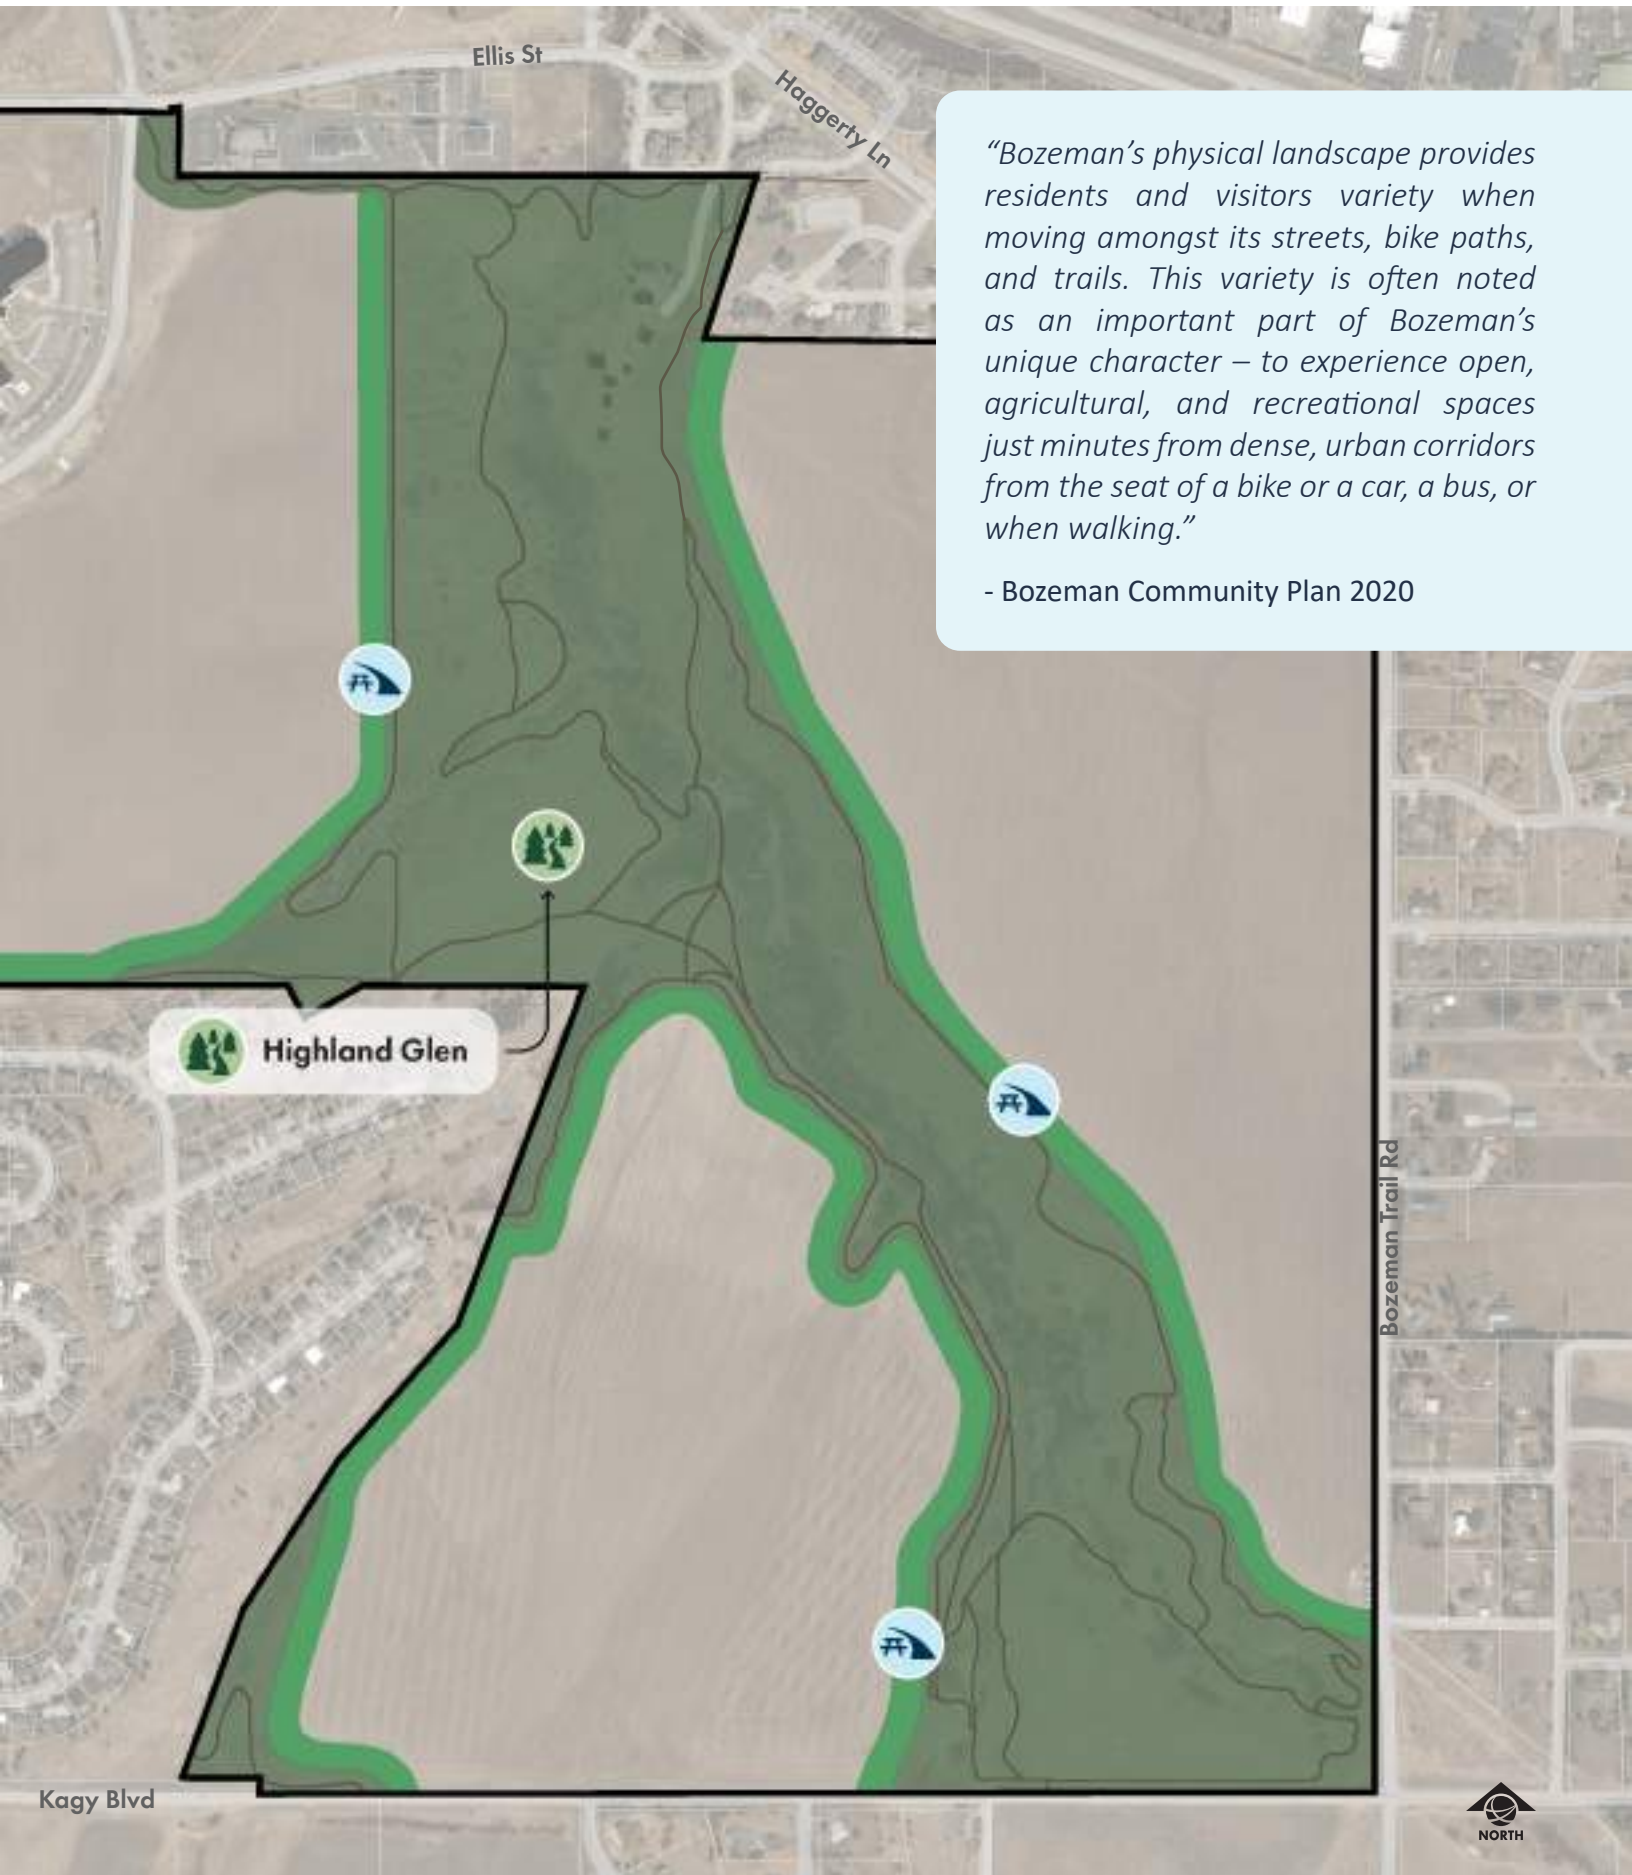 Ellis St
Haggerty Ln
“Bozeman’s physical landscape provides
residents and visitors variety when
moving amongst its streets, bike paths,
and trails. This variety is often noted
as an important part of Bozeman’s
unique character – to experience open,
agricultural, and recreational spaces
just minutes from dense, urban corridors
from the seat of a bike or a car, a bus, or
when walking.”
- Bozeman Community Plan 2020
Highland Glen
Bozeman Trail Rd
Kagy Blvd
NORTH